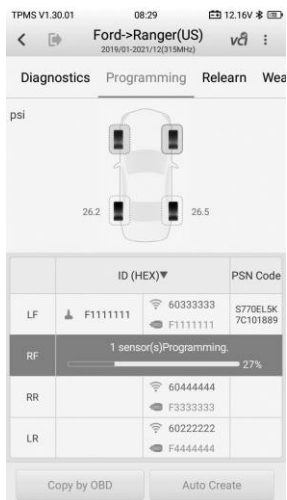 TPMS V1.30.01 08:29 12.16V
Ford->Ranger(US)
2019/01-2021/12(315MHz)
vci
Diagnostics Programming Relearn Wea
psi
26.2 26.5
ID (HEX)▼ PSN Code
LF F1111111 60333333 S770EL5K
F1111111 7C101889
RF 1 sensor(s)Programming.
27%
RR 60444444
F3333333
LR 60222222
F4444444
Copy by OBD Auto Create